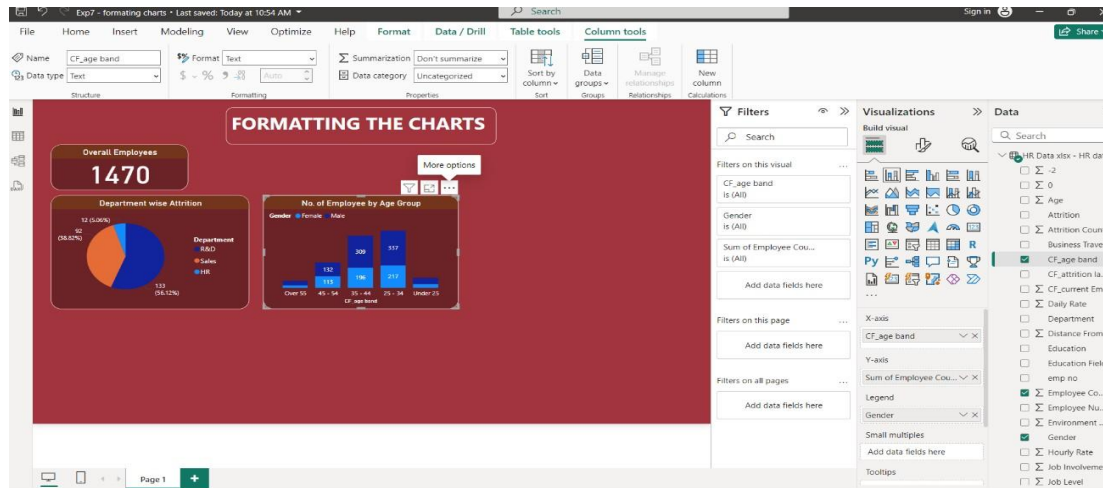 Exp7 - formating charts • Last saved: Today at 10:54 AM
Search
Sign in
File Home Insert Modeling View Optimize Help Format Data / Drill Table tools Column tools
Share
Name CF_age band
Data type Text
Structure
Format Text
$ % Auto
Formatting
Summarization Don't summarize
Data category Uncategorized
Properties
Sort by column
Sort
Data groups
Groups
Manage relationships
Relationships
New column
Calculations
FORMATTING THE CHARTS
Overall Employees
1470
More options
Department wise Attrition
12 (5.06%)
92
(38.82%)
133
(56.12%)
Department
R&D
Sales
HR
No. of Employee by Age Group
Gender Female Male
132
113
309
196
337
217
Over 55 45 - 54 35 - 44 25 - 34 Under 25
CF_age band
Filters
Search
Filters on this visual ...
CF_age band
is (All)
Gender
is (All)
Sum of Employee Cou...
is (All)
Add data fields here
Filters on this page ...
Add data fields here
Filters on all pages ...
Add data fields here
Visualizations
Build visual
R
Py
...
X-axis
CF_age band
Y-axis
Sum of Employee Cou...
Legend
Gender
Small multiples
Add data fields here
Tooltips
Data
Search
HR Data xlsx - HR da
Σ -2
Σ 0
Σ Age
Attrition
Σ Attrition Coun
Business Trave
CF_age band
CF_attrition la..
Σ CF_current Em
Σ Daily Rate
Department
Σ Distance From
Education
Education Field
emp no
Σ Employee Co..
Σ Employee Nu..
Σ Environment ..
Gender
Σ Hourly Rate
Σ Job Involveme
Σ Job Level
Page 1
+